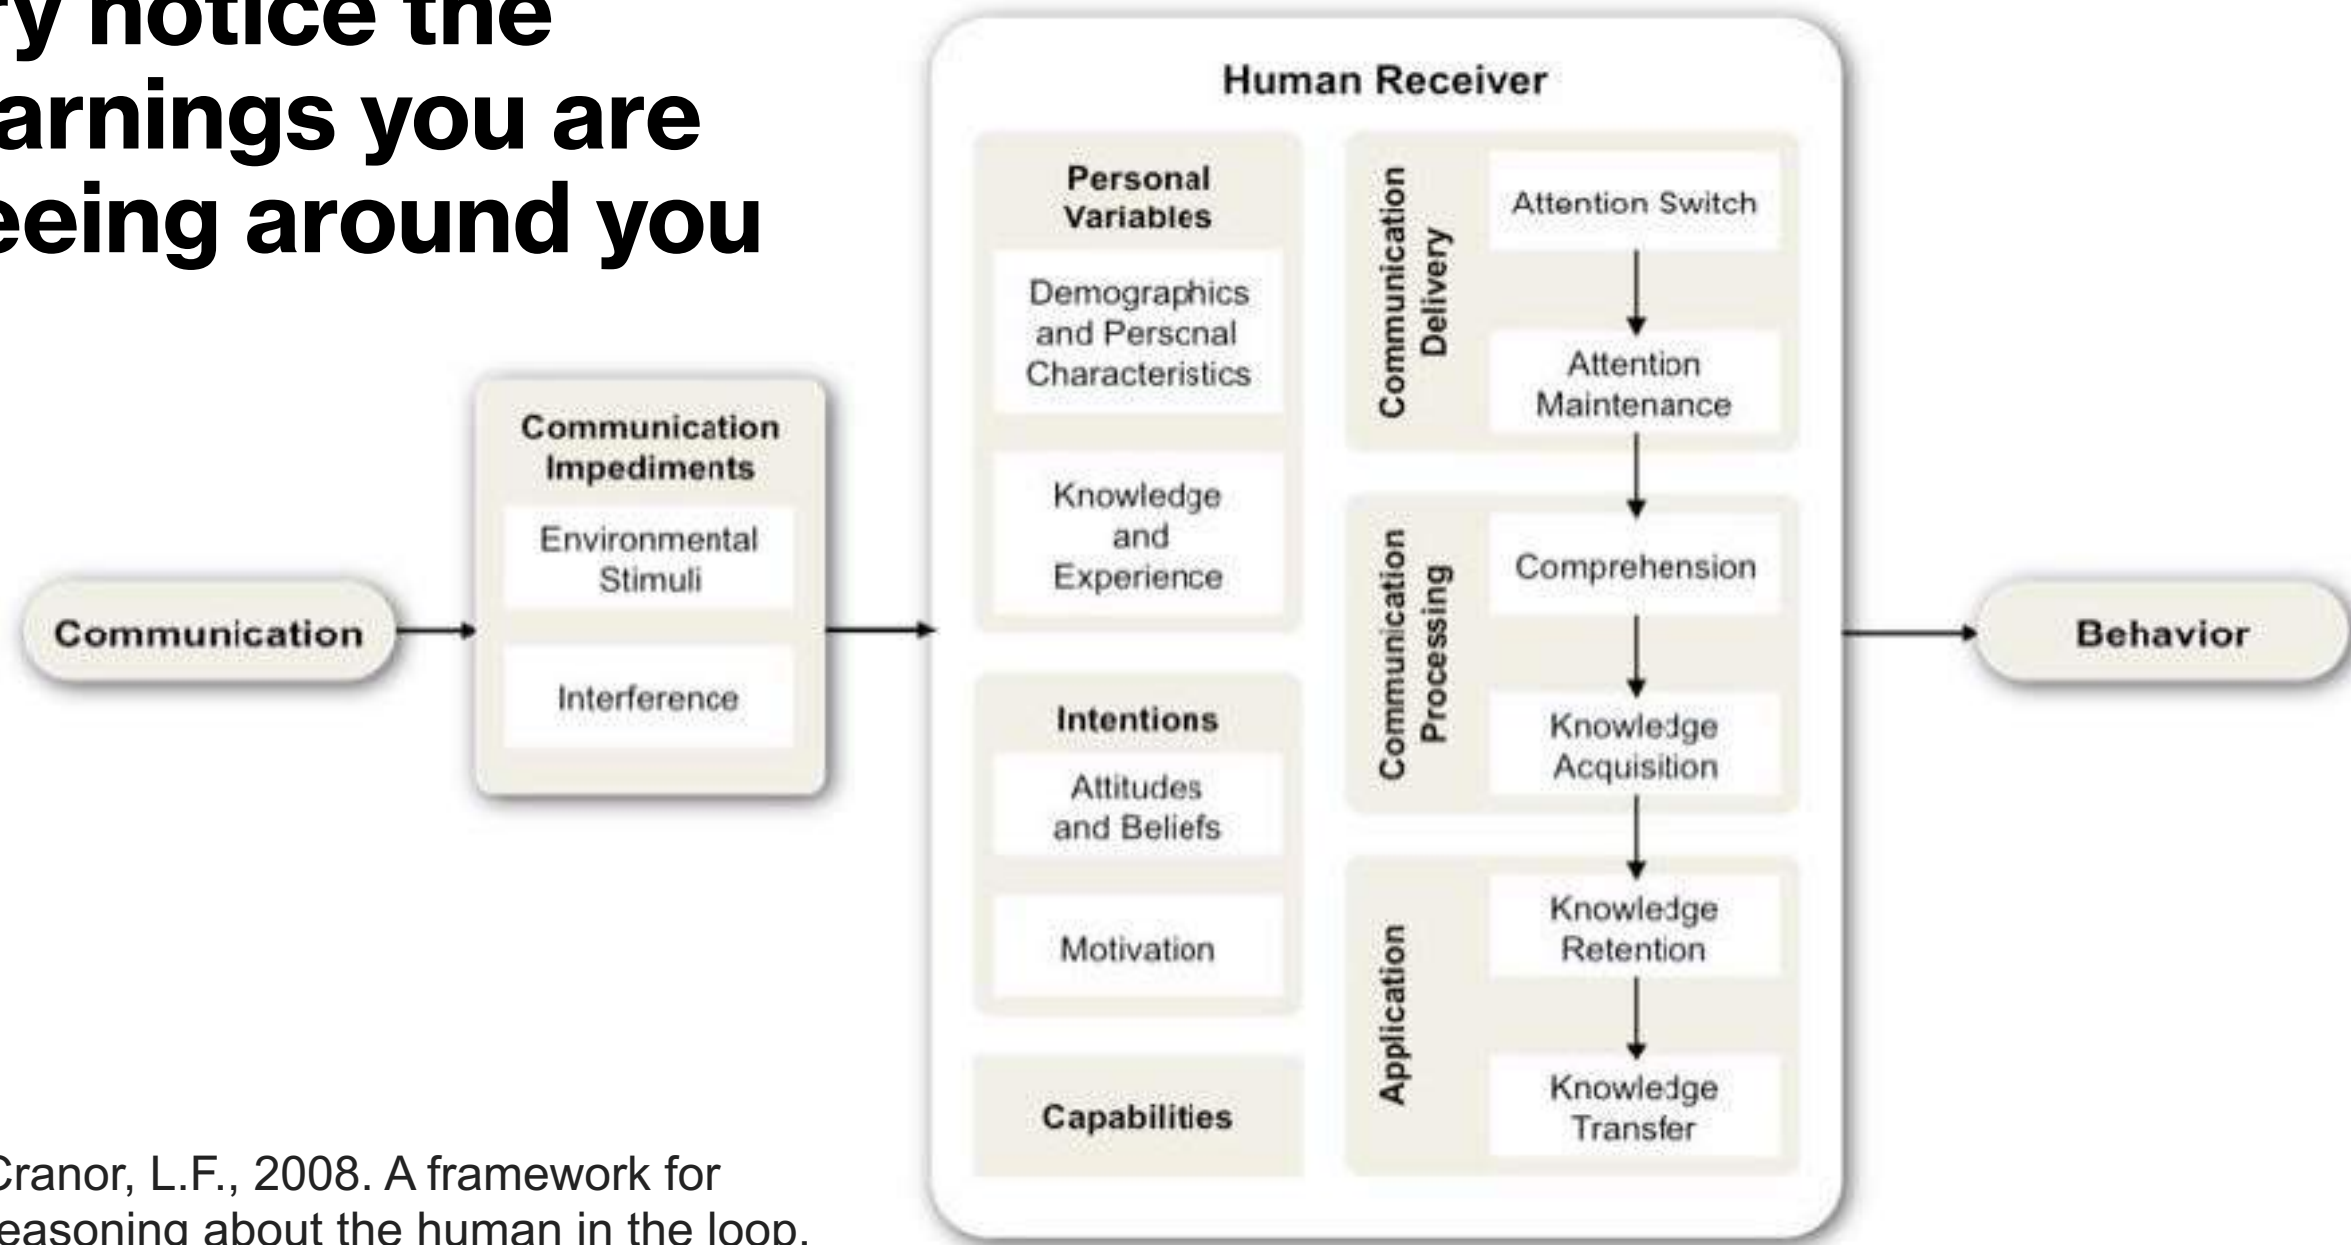 ry notice the
arnings you are
eeing around you
Communication
Communication
Impediments
Environmental
Stimuli
Interference
Human Receiver
Personal
Variables
Demographics
and Perscnal
Characteristics
Knowledge
and
Experience
Intentions
Attitudes
and Beliefs
Motivation
Capabilities
Communication
Delivery
Attention Switch
Attention
Maintenance
Communication
Processing
Comprehension
Knowledge
Acquisition
Application
Knowledge
Retention
Knowledge
Transfer
Behavior
Cranor, L.F., 2008. A framework for
easoning about the human in the loop.